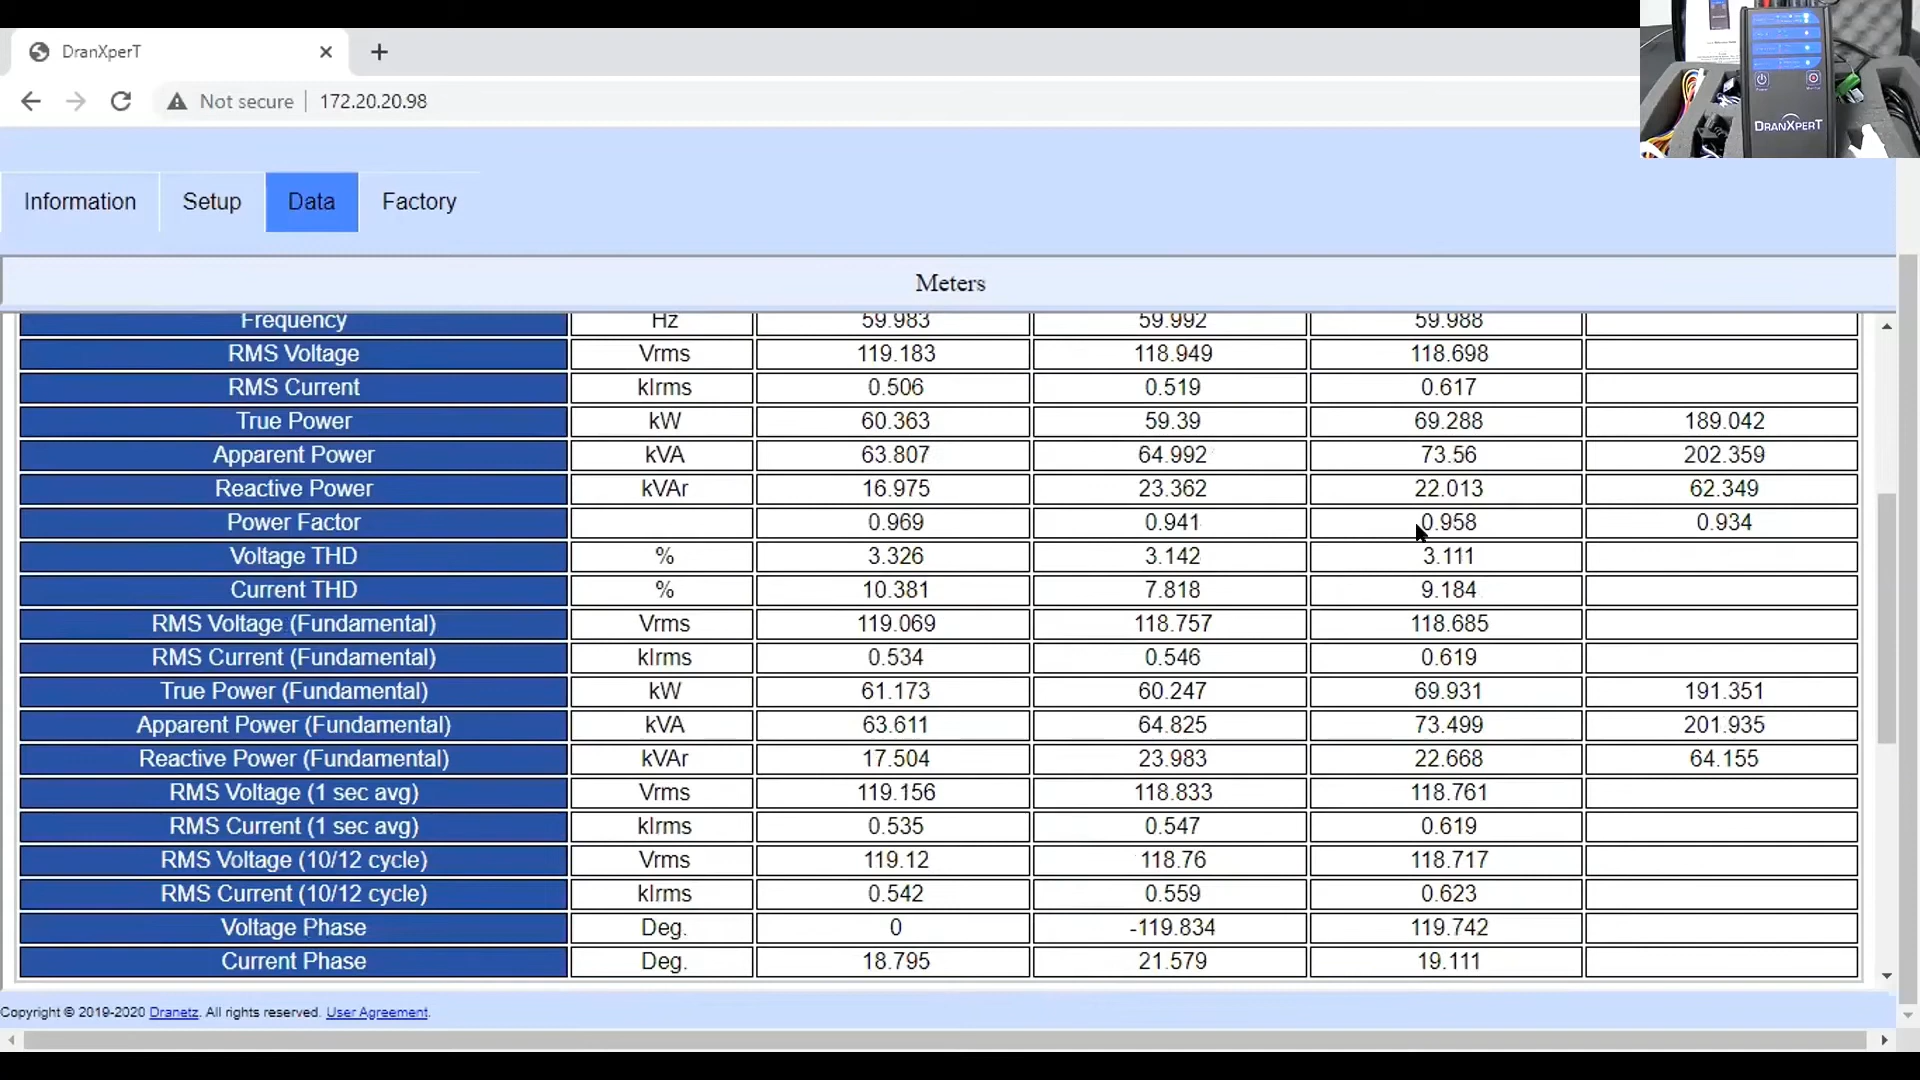 DranXperT
Not secure 172.20.20.98
DRANXPERT
Information Setup Data Factory
Meters
Frequency Hz 59.983 59.992 59.988
RMS Voltage Vrms 119.183 118.949 118.698
RMS Current kIrms 0.506 0.519 0.617
True Power kW 60.363 59.39 69.288 189.042
Apparent Power kVA 63.807 64.992 73.56 202.359
Reactive Power kVAr 16.975 23.362 22.013 62.349
Power Factor 0.969 0.941 0.958 0.934
Voltage THD % 3.326 3.142 3.111
Current THD % 10.381 7.818 9.184
RMS Voltage (Fundamental) Vrms 119.069 118.757 118.685
RMS Current (Fundamental) kIrms 0.534 0.546 0.619
True Power (Fundamental) kW 61.173 60.247 69.931 191.351
Apparent Power (Fundamental) kVA 63.611 64.825 73.499 201.935
Reactive Power (Fundamental) kVAr 17.504 23.983 22.668 64.155
RMS Voltage (1 sec avg) Vrms 119.156 118.833 118.761
RMS Current (1 sec avg) kIrms 0.535 0.547 0.619
RMS Voltage (10/12 cycle) Vrms 119.12 118.76 118.717
RMS Current (10/12 cycle) kIrms 0.542 0.559 0.623
Voltage Phase Deg. 0 -119.834 119.742
Current Phase Deg. 18.795 21.579 19.111
Copyright © 2019-2020 Dranetz. All rights reserved. User Agreement.